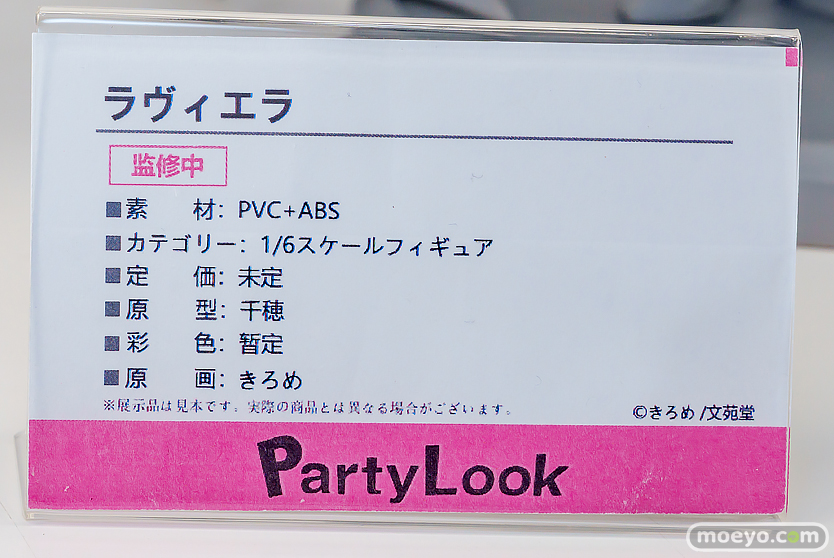 ラヴィエラ
监修中
■素　　材：PVC+ABS
■カテゴリー：1/6スケールフィギュア
■定　　価：未定
■原　　型：千穂
■彩　　色：暂定
■原　　画：きろめ
※展示品は見本です。実際の商品とは異なる場合がございます。
©きろめ /文苑堂
PartyLook
moeyo.com